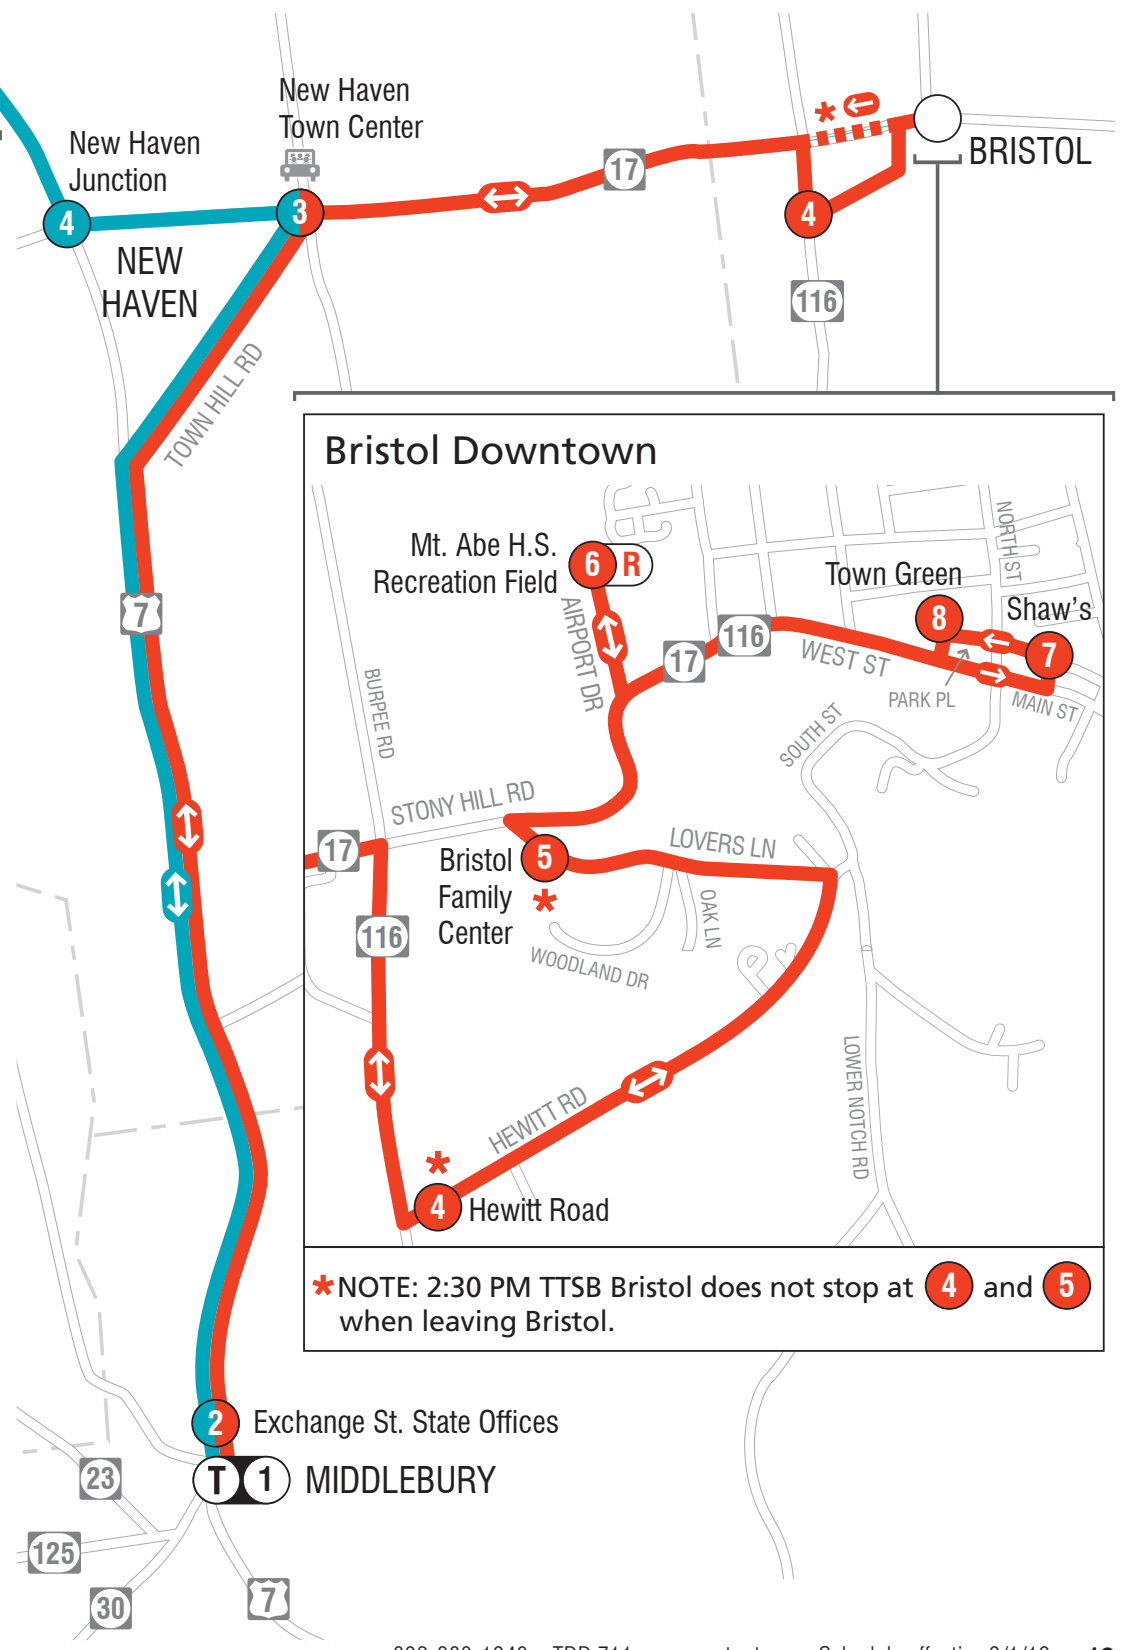 New Haven
Town Center
New Haven
Junction
3
4
NEW
HAVEN
17
*
BRISTOL
4
116
TOWN HILL RD
7
Bristol Downtown
Mt. Abe H.S.
Recreation Field
6
R
AIRPORT DR
NORTH ST
Town Green
8
Shaw's
7
116
17
WEST ST
PARK PL
MAIN ST
SOUTH ST
BURPEE RD
STONY HILL RD
17
Bristol
Family
Center
5
*
LOVERS LN
OAK LN
WOODLAND DR
116
LOWER NOTCH RD
HEWITT RD
*
4
Hewitt Road
*NOTE: 2:30 PM TTSB Bristol does not stop at 4 and 5
when leaving Bristol.
2
Exchange St. State Offices
T
1
MIDDLEBURY
23
125
30
7